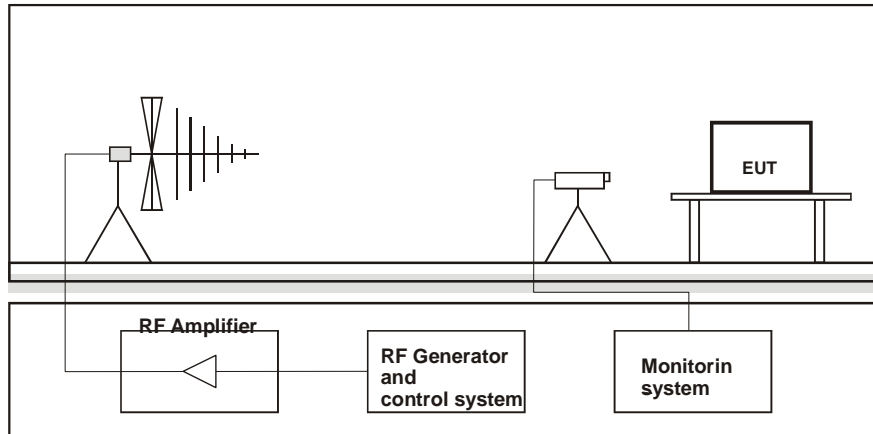 EUT
RF Amplifier
RF Generator
and
control system
Monitorin
system